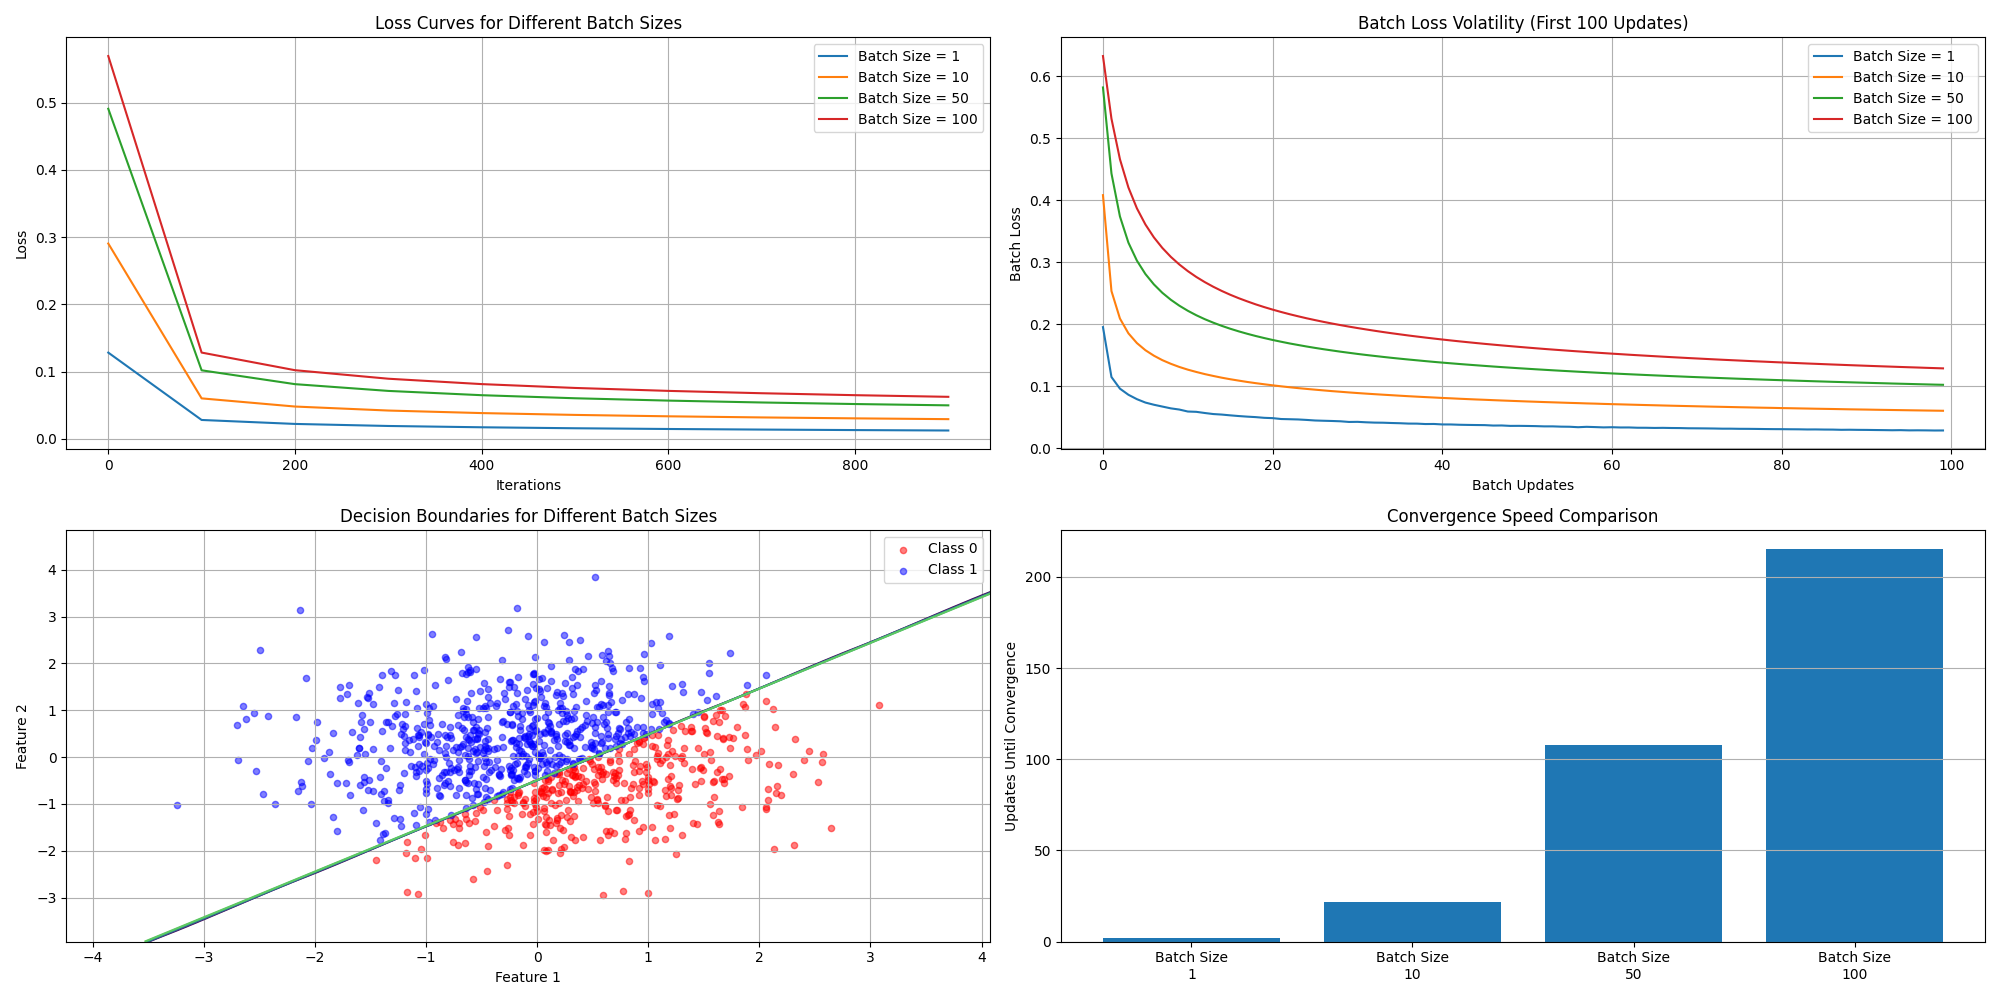 Loss Curves for Different Batch Sizes
Loss
0.5
0.4
0.3
0.2
0.1
0.0
0 200 400 600 800
Iterations
Batch Size = 1
Batch Size = 10
Batch Size = 50
Batch Size = 100
Batch Loss Volatility (First 100 Updates)
Batch Loss
0.6
0.5
0.4
0.3
0.2
0.1
0.0
0 20 40 60 80 100
Batch Updates
Batch Size = 1
Batch Size = 10
Batch Size = 50
Batch Size = 100
Decision Boundaries for Different Batch Sizes
Feature 2
4
3
2
1
0
−1
−2
−3
−4 −3 −2 −1 0 1 2 3 4
Feature 1
Class 0
Class 1
Convergence Speed Comparison
Updates Until Convergence
200
150
100
50
0
Batch Size Batch Size Batch Size Batch Size
1 10 50 100